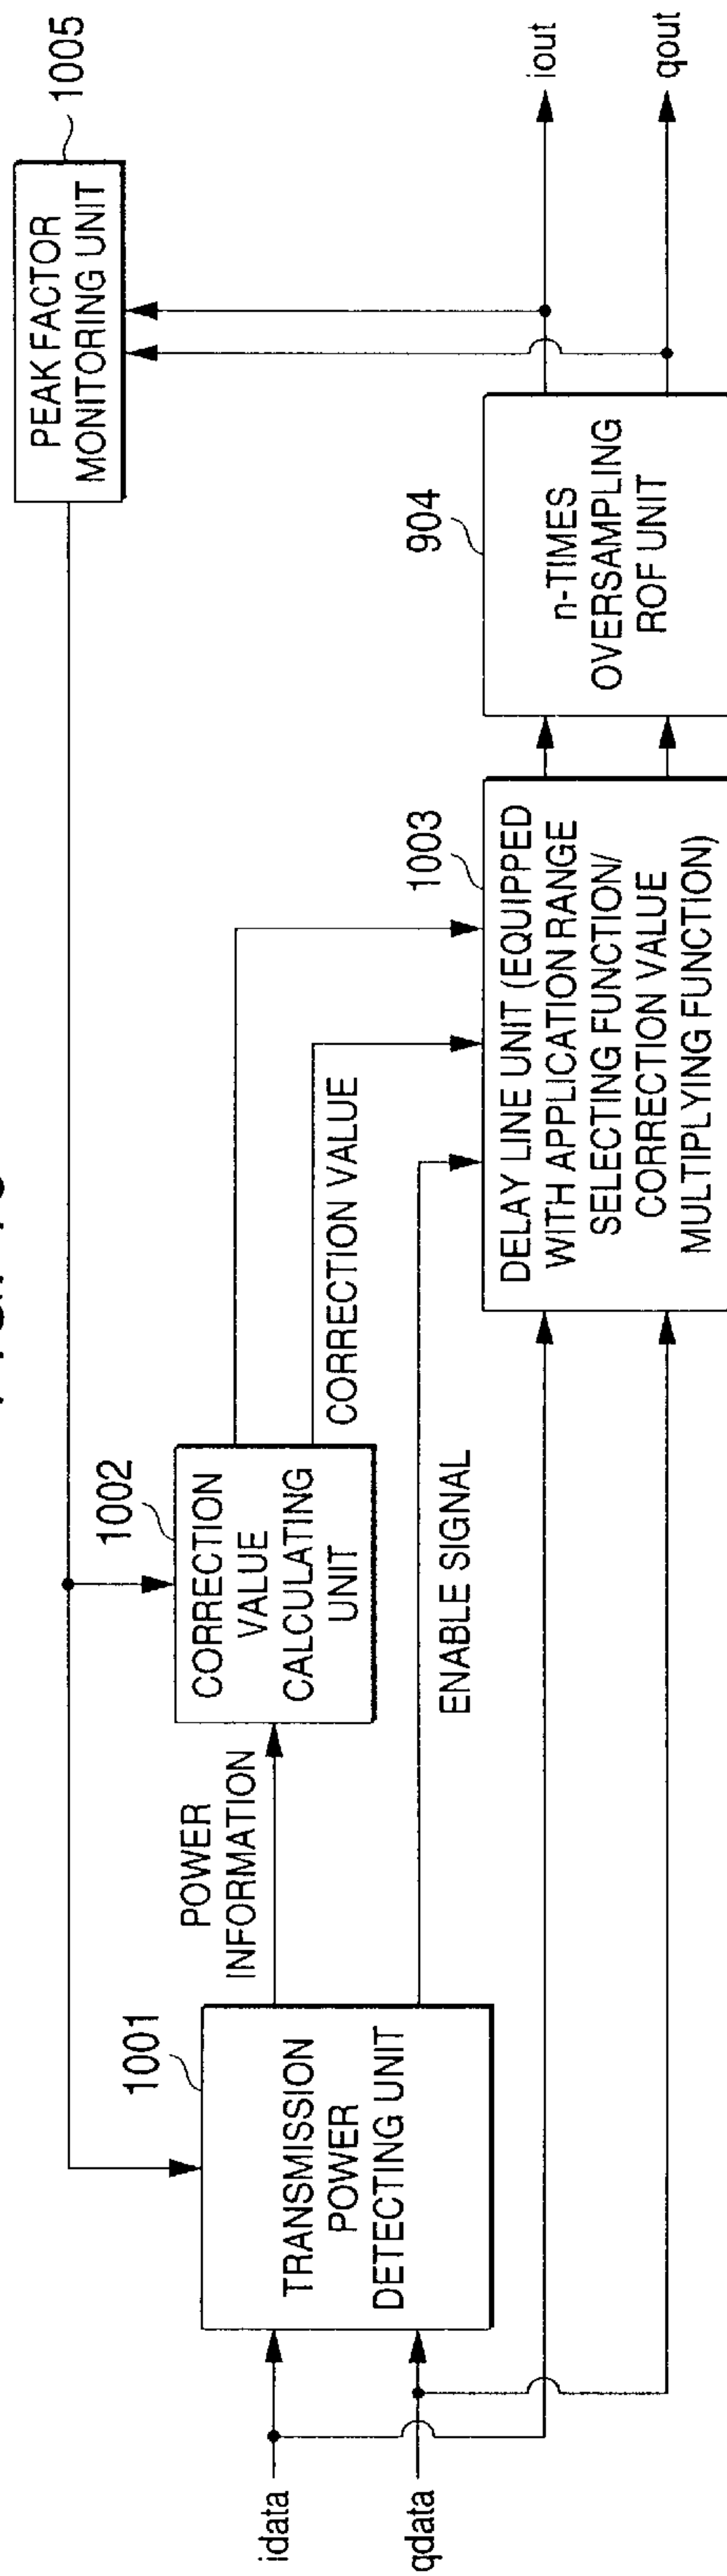 1005
PEAK FACTOR
MONITORING UNIT
iout
qout
904
n-TIMES
OVERSAMPLING
ROF UNIT
1003
DELAY LINE UNIT (EQUIPPED
WITH APPLICATION RANGE
SELECTING FUNCTION/
CORRECTION VALUE
MULTIPLYING FUNCTION)
1002
CORRECTION
VALUE
CALCULATING
UNIT
CORRECTION VALUE
ENABLE SIGNAL
POWER
INFORMATION
1001
TRANSMISSION
POWER
DETECTING UNIT
idata
qdata